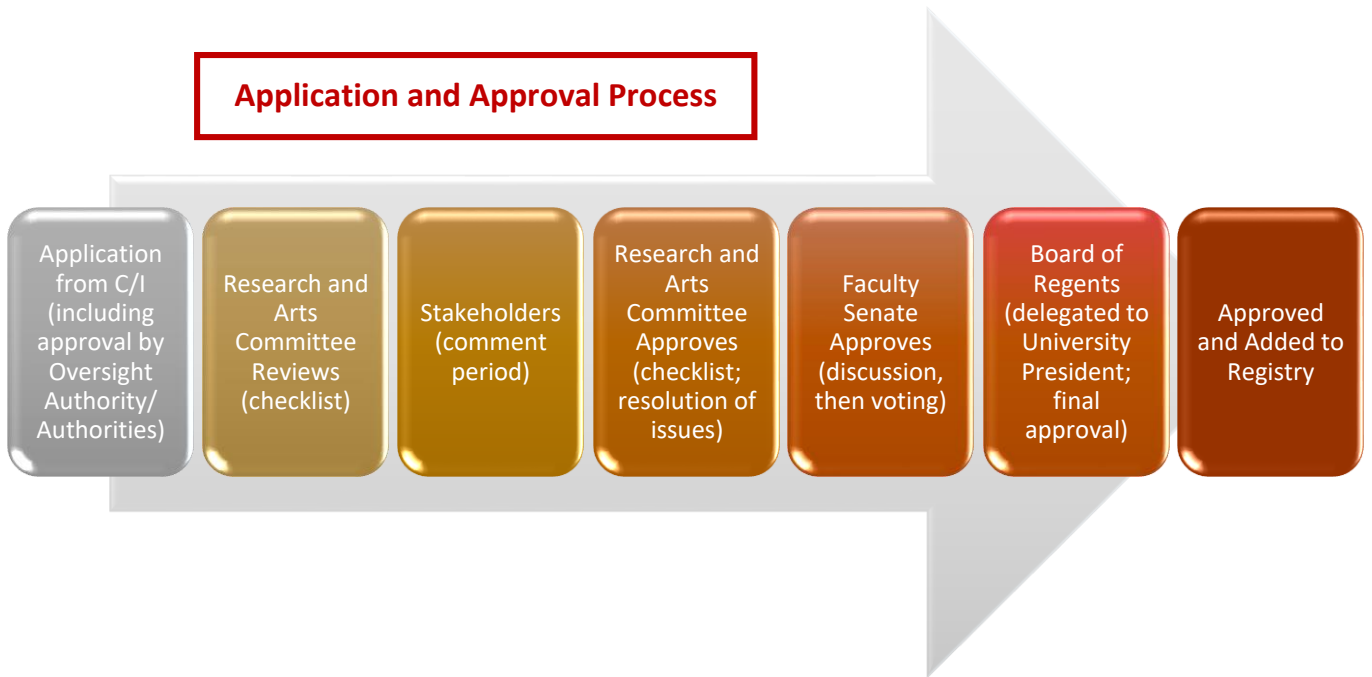 Application and Approval Process
Application
from C/I
(including
approval by
Oversight
Authority/
Authorities)
Research and
Arts
Committee
Reviews
(checklist)
Stakeholders
(comment
period)
Research and
Arts
Committee
Approves
(checklist;
resolution of
issues)
Faculty
Senate
Approves
(discussion,
then voting)
Board of
Regents
(delegated to
University
President;
final
approval)
Approved
and Added to
Registry